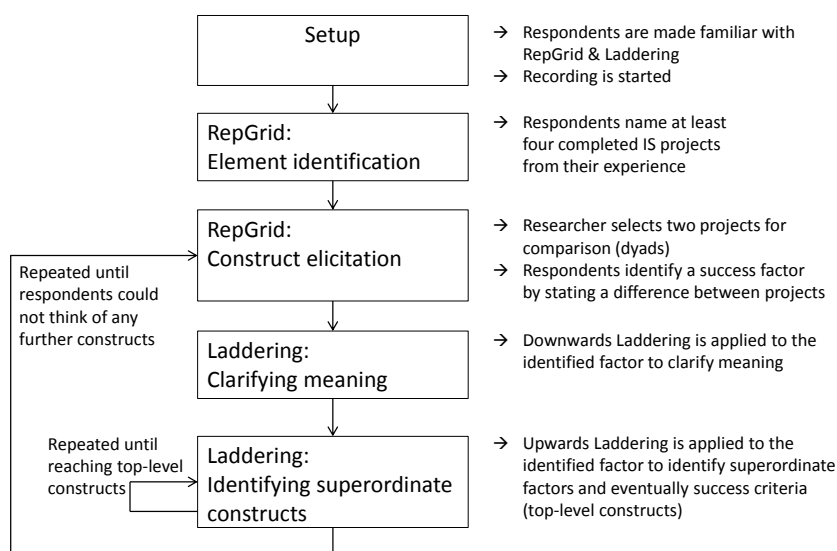 Setup
→ Respondents are made familiar with
RepGrid & Laddering
→ Recording is started
RepGrid:
Element identification
→ Respondents name at least
four completed IS projects
from their experience
RepGrid:
Construct elicitation
→ Researcher selects two projects for
comparison (dyads)
→ Respondents identify a success factor
by stating a difference between projects
Repeated until
respondents could
not think of any
further constructs
Laddering:
Clarifying meaning
→ Downwards Laddering is applied to the
identified factor to clarify meaning
Repeated until
reaching top-level
constructs
Laddering:
Identifying superordinate
constructs
→ Upwards Laddering is applied to the
identified factor to identify superordinate
factors and eventually success criteria
(top-level constructs)